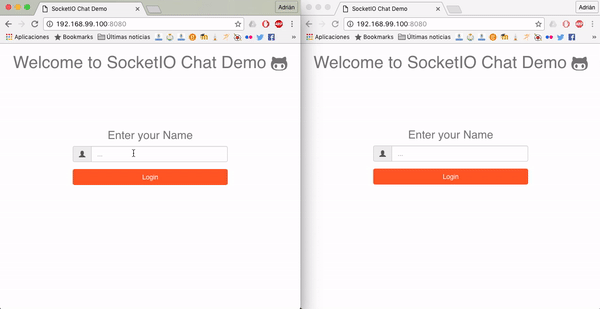 SocketIO Chat Demo
Adrián
192.168.99.100:8080
Aplicaciones
Bookmarks
Últimas noticias
Welcome to SocketIO Chat Demo
Enter your Name
...
Login
SocketIO Chat Demo
Adrián
192.168.99.100:8080
Aplicaciones
Bookmarks
Últimas noticias
Welcome to SocketIO Chat Demo
Enter your Name
...
Login